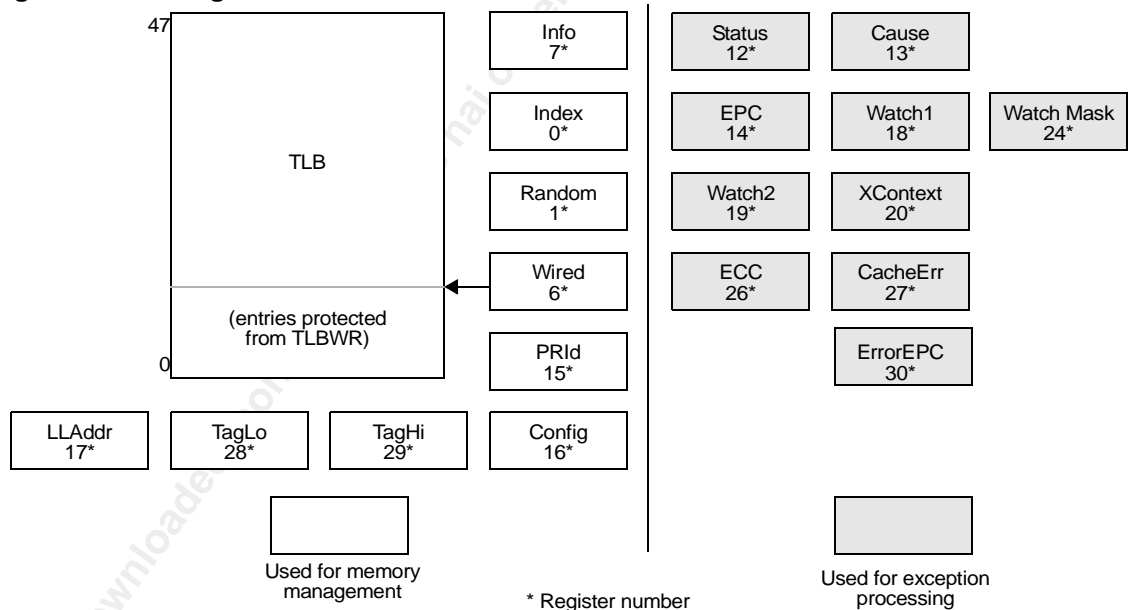 47
Info
7*
Status
12*
Cause
13*
Index
0*
EPC
14*
Watch1
18*
Watch Mask
24*
TLB
Random
1*
Watch2
19*
XContext
20*
Wired
6*
ECC
26*
CacheErr
27*
(entries protected
from TLBWR)
0
PRId
15*
ErrorEPC
30*
LLAddr
17*
TagLo
28*
TagHi
29*
Config
16*
Used for memory
management
* Register number
Used for exception
processing